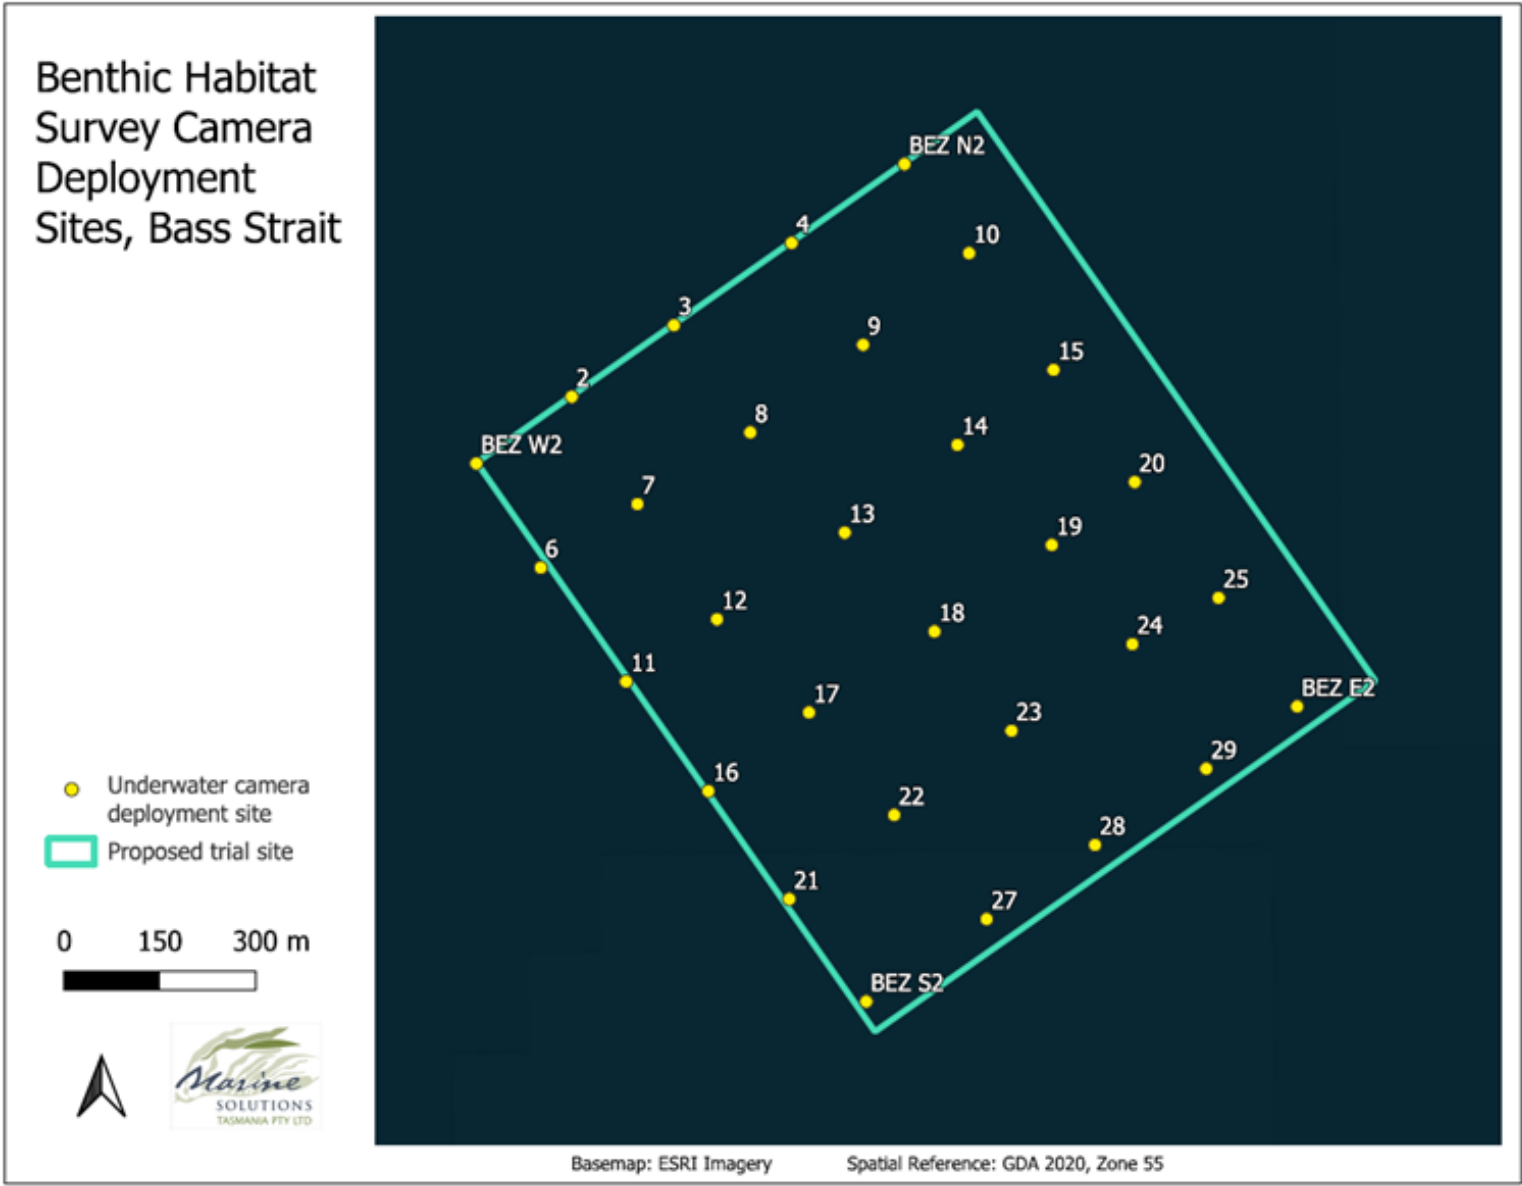 Benthic Habitat
Survey Camera
Deployment
Sites, Bass Strait
BEZ N2
4
10
3
9
15
2
8
14
BEZ W2
20
7
13
19
6
25
12
18
24
11
BEZ E2
17
23
29
16
22
28
21
27
BEZ S2
Underwater camera
deployment site
Proposed trial site
0 150 300 m
Marine
SOLUTIONS
TASMANIA PTY LTD
Basemap: ESRI Imagery Spatial Reference: GDA 2020, Zone 55